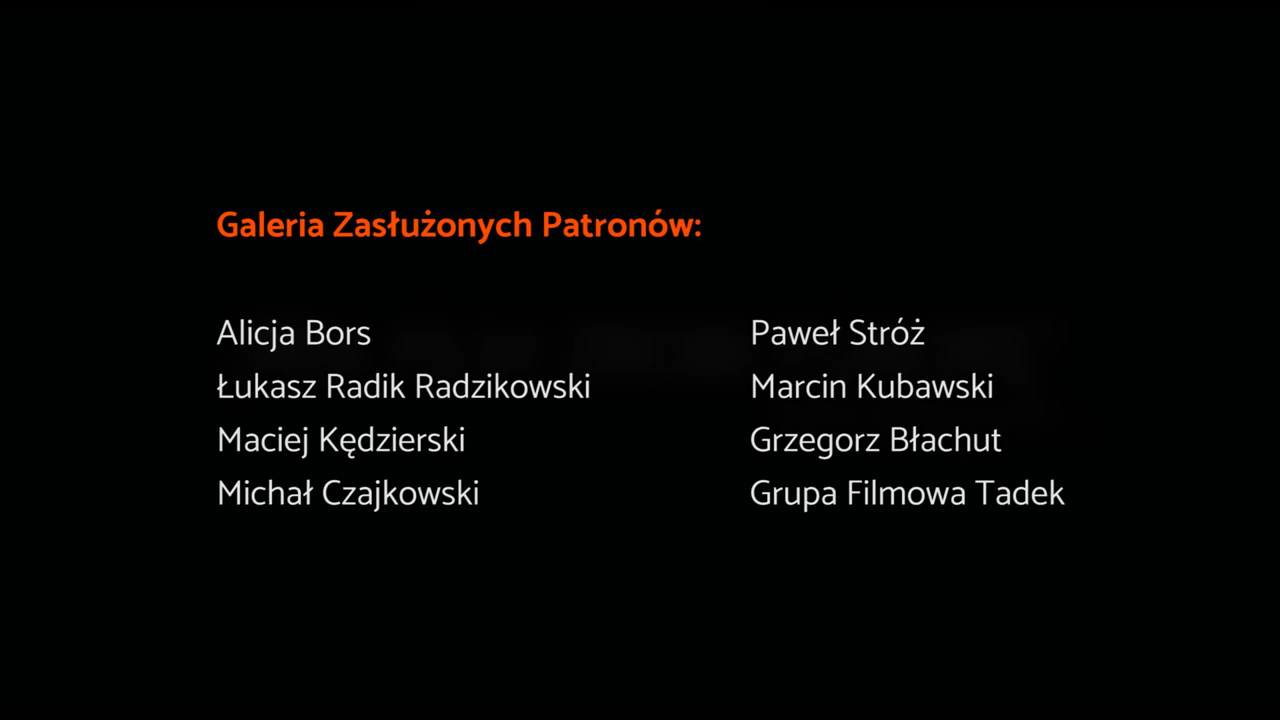 Galeria Zasłużonych Patronów:
Alicja Bors
Łukasz Radik Radzikowski
Maciej Kędzierski
Michał Czajkowski
Paweł Stróż
Marcin Kubawski
Grzegorz Błachut
Grupa Filmowa Tadek